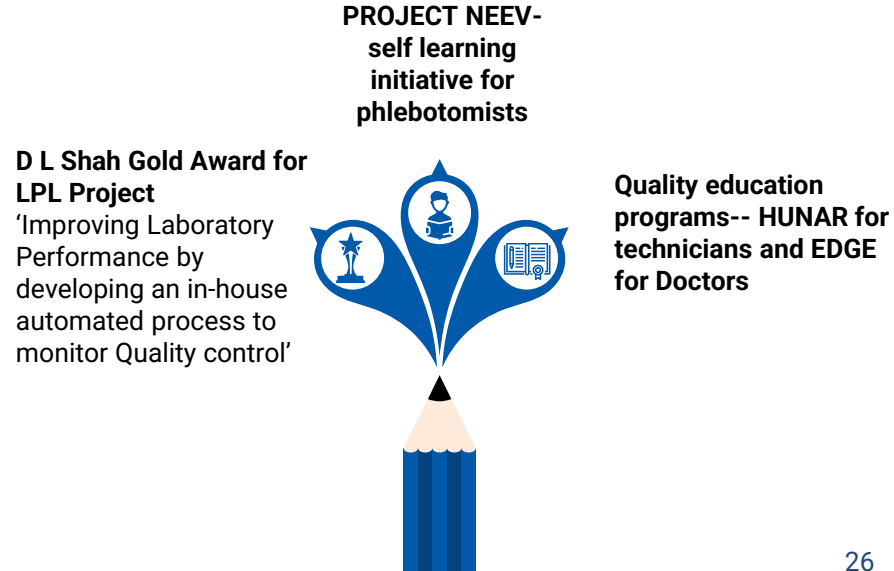 PROJECT NEEV-
self learning
initiative for
phlebotomists
D L Shah Gold Award for
LPL Project
‘Improving Laboratory
Performance by
developing an in-house
automated process to
monitor Quality control’
Quality education
programs-- HUNAR for
technicians and EDGE
for Doctors
26